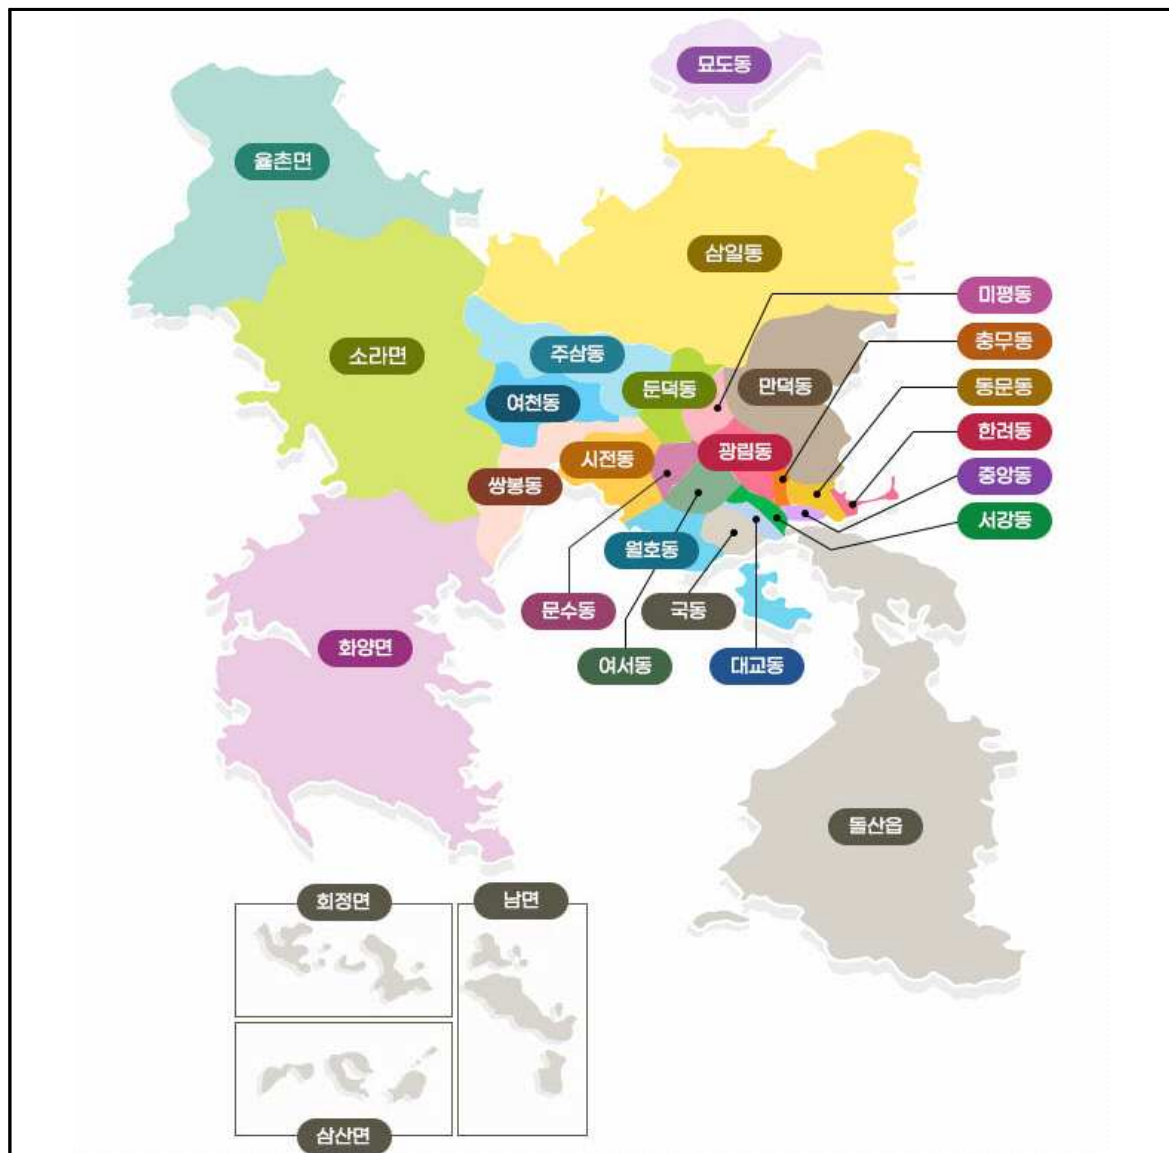 묘도동
율촌면
삼일동
미평동
충무동
소라면
주삼동
둔덕동
만덕동
동문동
여천동
한려동
시전동
광림동
쌍봉동
중앙동
서강동
월호동
문수동
국동
화양면
여서동
대교동
돌산읍
회정면
남면
삼산면